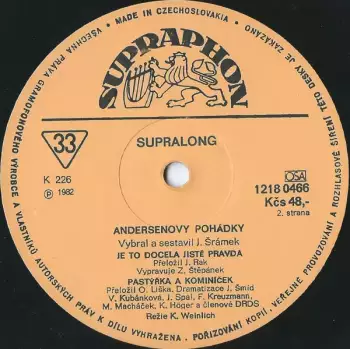 VŠECHNA PRÁVA GRAMOFONOVÉHO VÝROBCE A VLASTNÍKŮ AUTORSKÝCH PRÁV K DÍLU VYHRAŽENA. POŘIZOVÁNÍ KOPIÍ, VEŘEJNÉ PROVOZOVÁNÍ A ROZHLASOVÉ ŠÍŘENÍ TÉTO DESKY JE ZAKÁZÁNO
• MADE IN CZECHOSLOVAKIA •
SUPRAPHON
SUPRALONG
33
K 226
℗ 1982
OSA
1218 0466
Kčs 48,-
2. strana
ANDERSENOVY POHÁDKY
Vybral a sestavil J. Šrámek
JE TO DOCELA JISTĚ PRAVDA
Přeložil J. Rak
Vypravuje Z. Štěpánek
PASTÝŘKA A KOMINÍČEK
Přeložil O. Liška, Dramatizace J. Šmíd
V. Kubánková, J. Spal, F. Kreuzmann,
M. Macháček, K. Höger a členové DRDS
Režie K. Weinlich